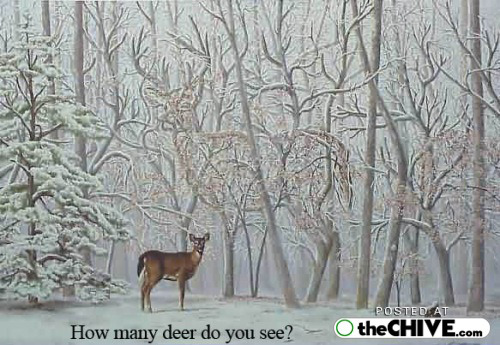 How many deer do you see?
POSTED AT
theCHIVE.com